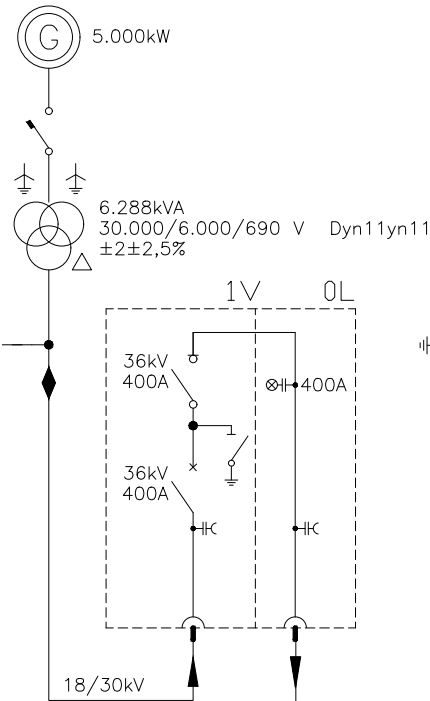 G
5.000kW
6.288kVA
30.000/6.000/690 V Dyn11yn11
±2±2,5%
1V 0L
36kV
400A
400A
36kV
400A
18/30kV